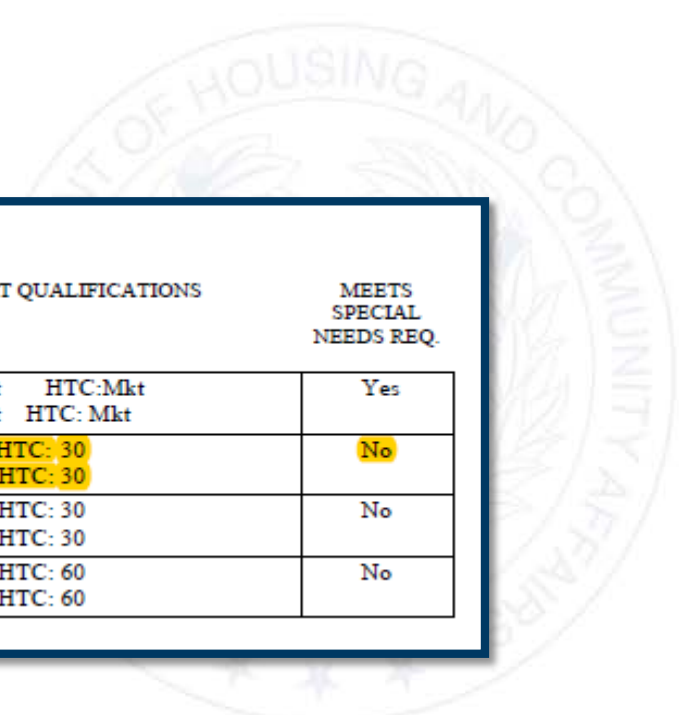 OF HOUSING AND COMMUNITY AFFAIRS
T QUALIFICATIONS
MEETS
SPECIAL
NEEDS REQ.
HTC:Mkt
Yes
HTC: Mkt
HTC: 30
No
HTC: 30
HTC: 30
No
HTC: 30
HTC: 60
No
HTC: 60